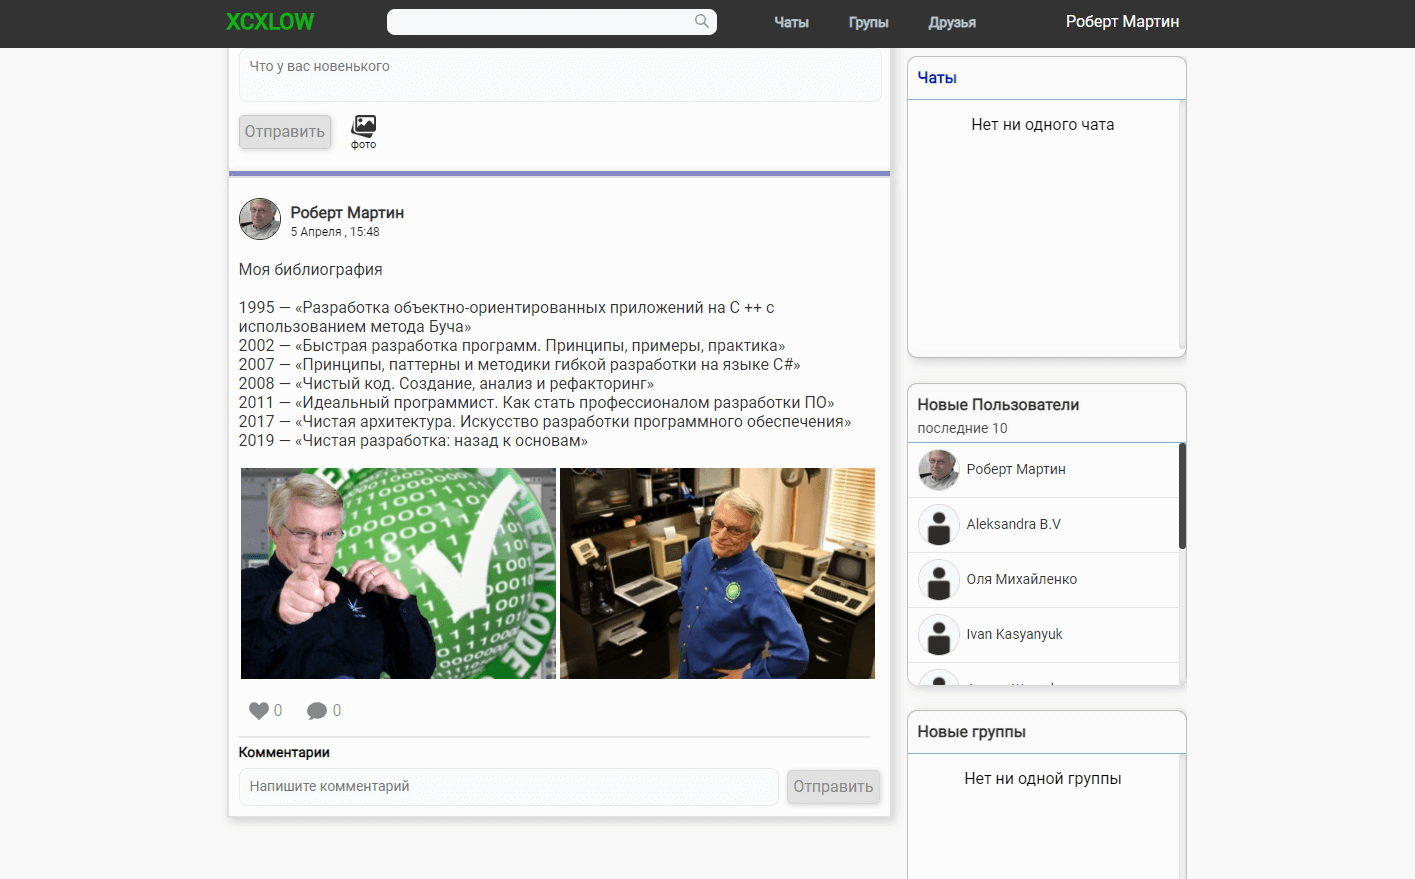 XCXLOW
Чаты
Групы
Друзья
Роберт Мартин
Что у вас новенького
Отправить
фото
Роберт Мартин
5 Апреля , 15:48
Моя библиография
1995 — «Разработка объектно-ориентированных приложений на C ++ с
использованием метода Буча»
2002 — «Быстрая разработка программ. Принципы, примеры, практика»
2007 — «Принципы, паттерны и методики гибкой разработки на языке C#»
2008 — «Чистый код. Создание, анализ и рефакторинг»
2011 — «Идеальный программист. Как стать профессионалом разработки ПО»
2017 — «Чистая архитектура. Искусство разработки программного обеспечения»
2019 — «Чистая разработка: назад к основам»
CLEAN CODE
0
0
Комментарии
Напишите комментарий
Отправить
Чаты
Нет ни одного чата
Новые Пользователи
последние 10
Роберт Мартин
Aleksandra B.V
Оля Михайленко
Ivan Kasyanyuk
Новые группы
Нет ни одной группы